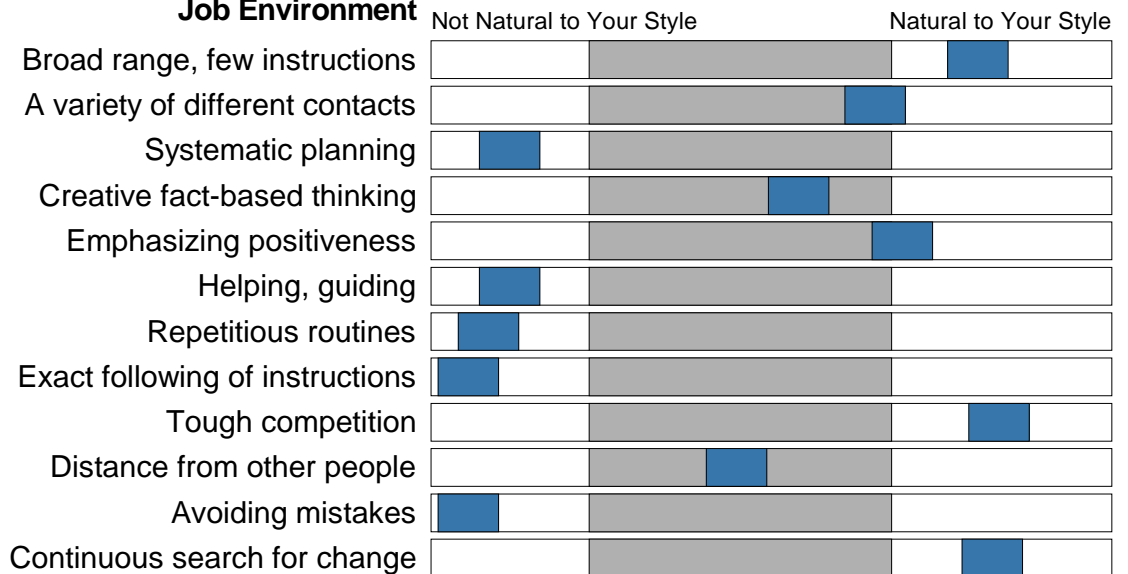 Job Environment
Not Natural to Your Style Natural to Your Style
Broad range, few instructions
A variety of different contacts
Systematic planning
Creative fact-based thinking
Emphasizing positiveness
Helping, guiding
Repetitious routines
Exact following of instructions
Tough competition
Distance from other people
Avoiding mistakes
Continuous search for change